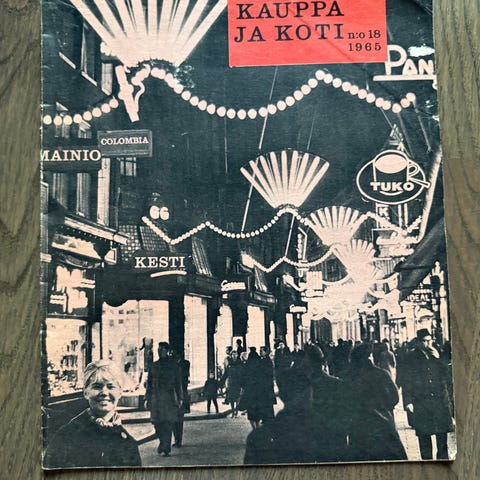 KAUPPA
JA KOTI n:o 18
1965
PAN
COLOMBIA
MAINIO
TUKO
K
KESTI
IDEAL